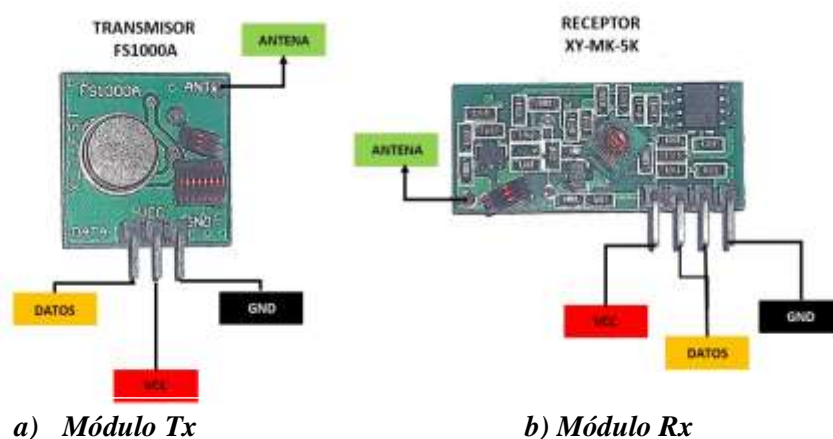 TRANSMISOR
FS1000A
ANTENA
FS1000A
ANT
VCC
DATA
GND
DATOS
GND
VCC
a) Módulo Tx
RECEPTOR
XY-MK-5K
ANTENA
VCC
GND
DATOS
b) Módulo Rx